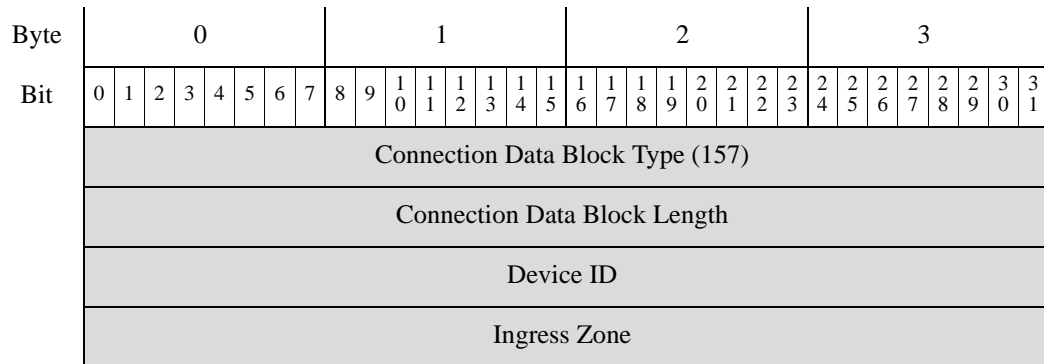 Byte 0 1 2 3
Bit 0 1 2 3 4 5 6 7 8 9 10 11 12 13 14 15 16 17 18 19 20 21 22 23 24 25 26 27 28 29 30 31
Connection Data Block Type (157)
Connection Data Block Length
Device ID
Ingress Zone